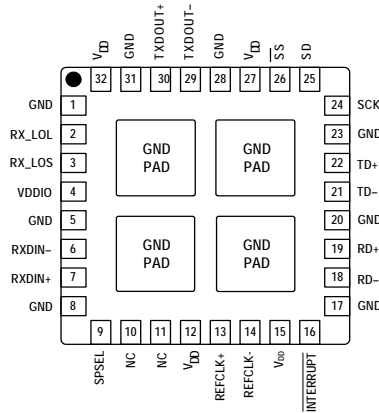 VDD
GND
TXDOUT+
TXDOUT–
GND
VDD
SS
SD
32 31 30 29 28 27 26 25
GND 1
RX_LOL 2
RX_LOS 3
VDDIO 4
GND 5
RXDIN– 6
RXDIN+ 7
GND 8
GND
PAD
GND
PAD
GND
PAD
GND
PAD
24 SCK
23 GND
22 TD+
21 TD–
20 GND
19 RD+
18 RD–
17 GND
9 10 11 12 13 14 15 16
SPSEL
NC
NC
VDD
REFCLK+
REFCLK-
VDD
INTERRUPT